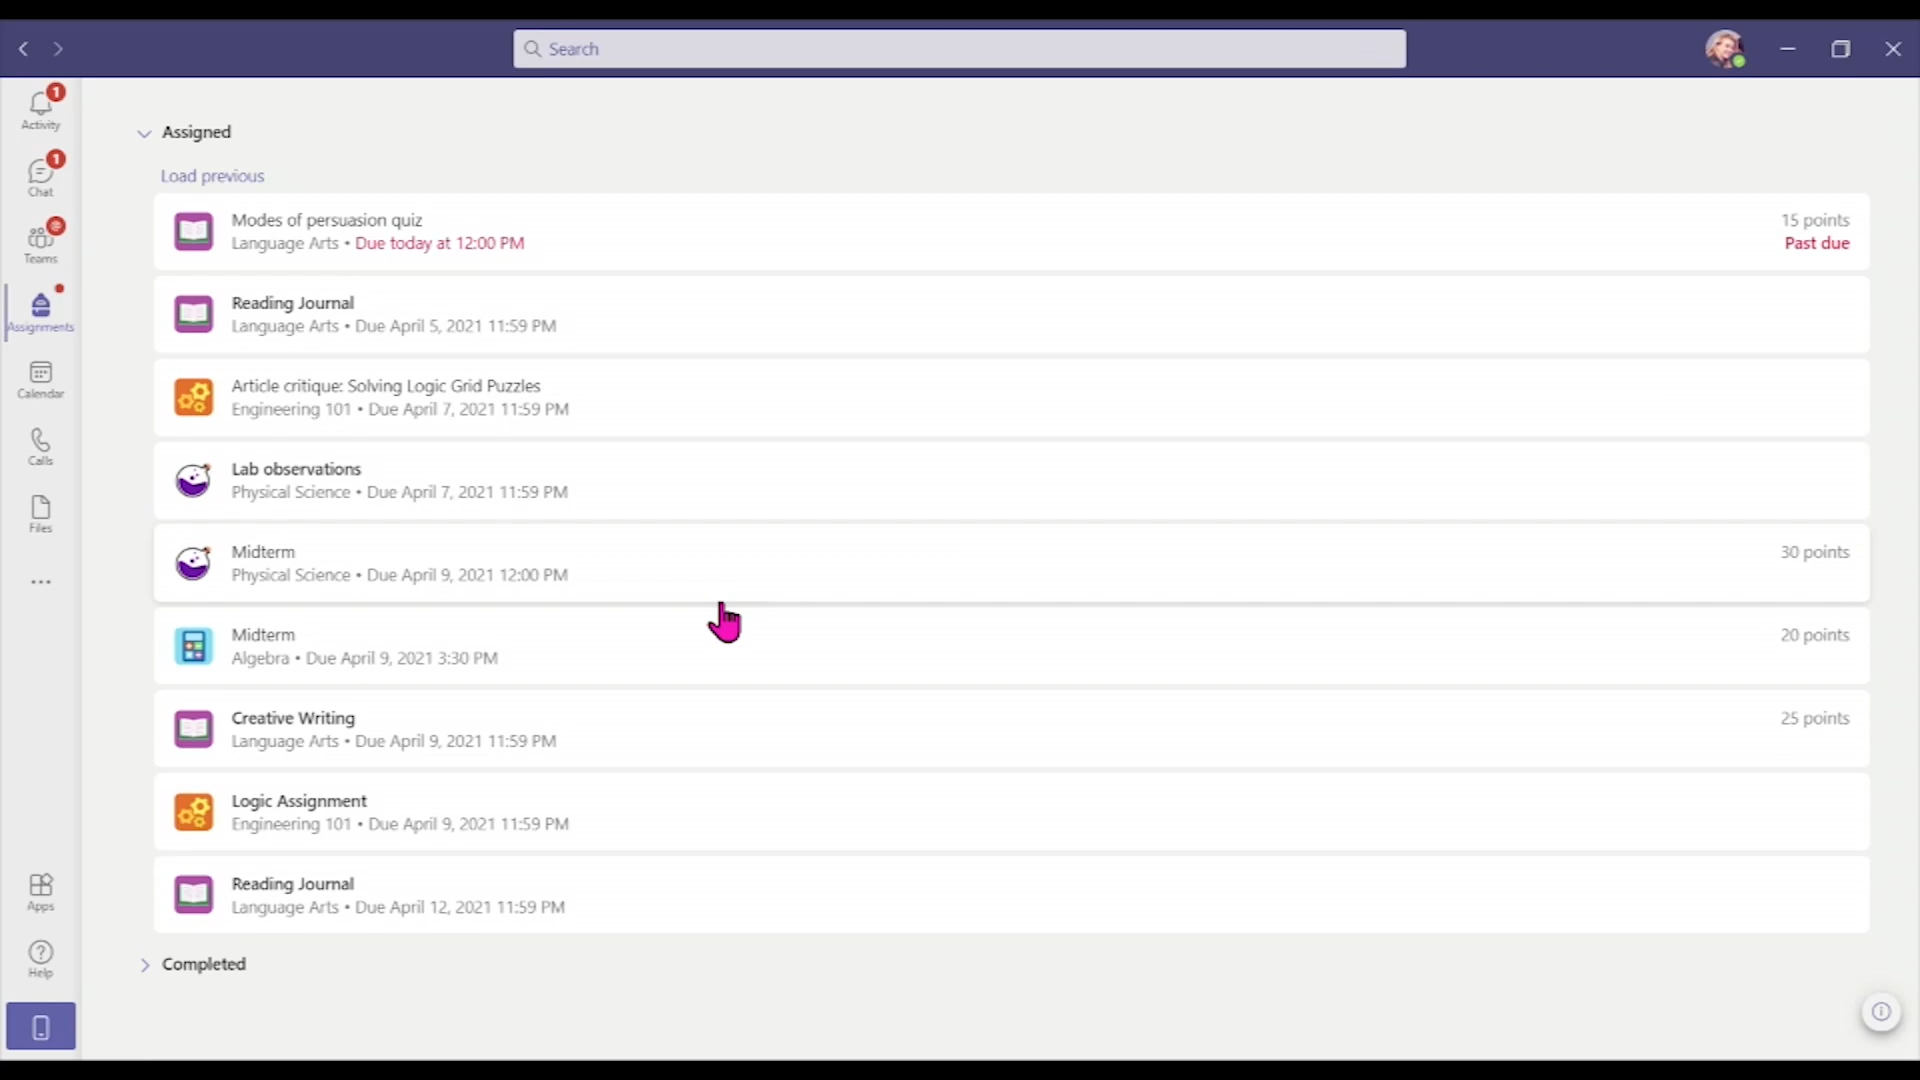 Search
1
Activity
1
Chat
@
Teams
Assignments
Calendar
Calls
Files
Apps
Help
Assigned
Load previous
Modes of persuasion quiz
15 points
Language Arts • Due today at 12:00 PM
Past due
Reading Journal
Language Arts • Due April 5, 2021 11:59 PM
Article critique: Solving Logic Grid Puzzles
Engineering 101 • Due April 7, 2021 11:59 PM
Lab observations
Physical Science • Due April 7, 2021 11:59 PM
Midterm
30 points
Physical Science • Due April 9, 2021 12:00 PM
Midterm
20 points
Algebra • Due April 9, 2021 3:30 PM
Creative Writing
25 points
Language Arts • Due April 9, 2021 11:59 PM
Logic Assignment
Engineering 101 • Due April 9, 2021 11:59 PM
Reading Journal
Language Arts • Due April 12, 2021 11:59 PM
Completed